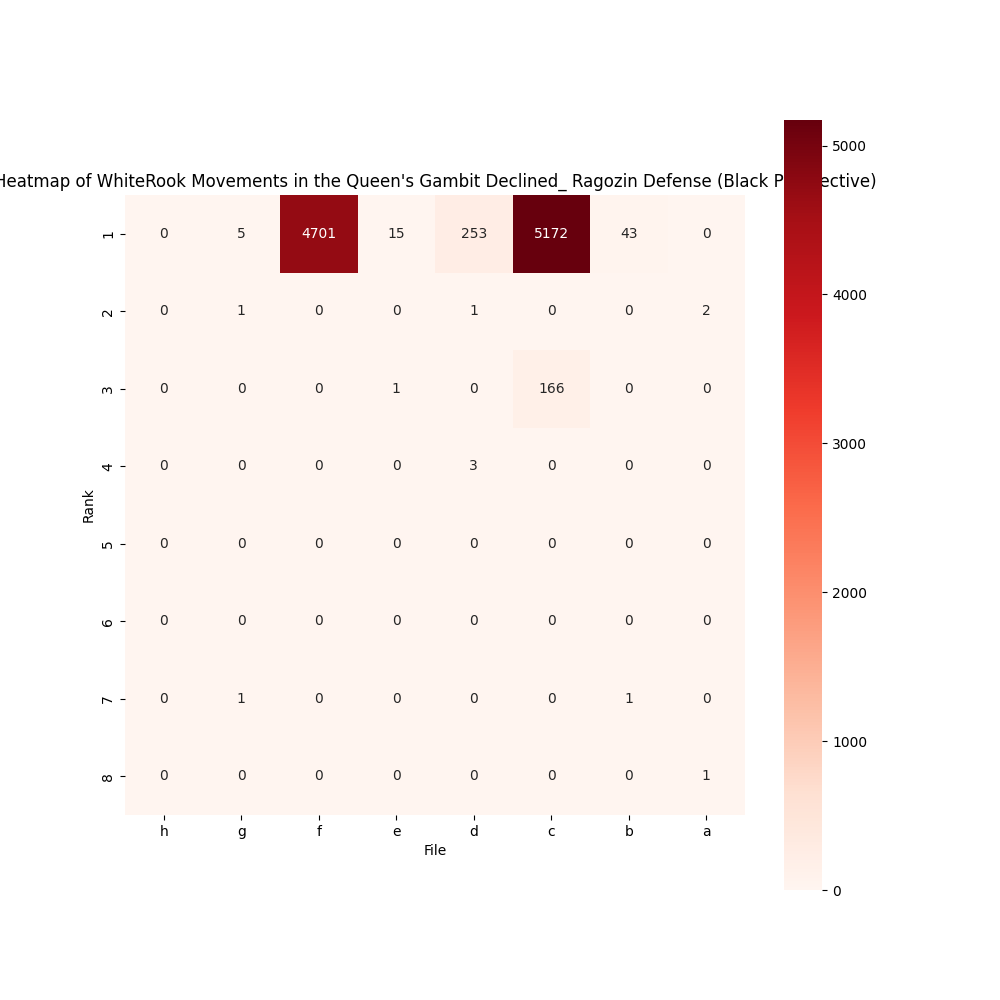 Heatmap of WhiteRook Movements in the Queen's Gambit Declined_ Ragozin Defense (Black ective)
1 0 5 4701 15 253 5172 43 0
2 0 1 0 0 1 0 0 2
3 0 0 0 1 0 166 0 0
4 0 0 0 0 3 0 0 0
5 0 0 0 0 0 0 0 0
6 0 0 0 0 0 0 0 0
7 0 1 0 0 0 0 1 0
8 0 0 0 0 0 0 0 1
h g f e d c b a
File
Rank
5000
4000
3000
2000
1000
0